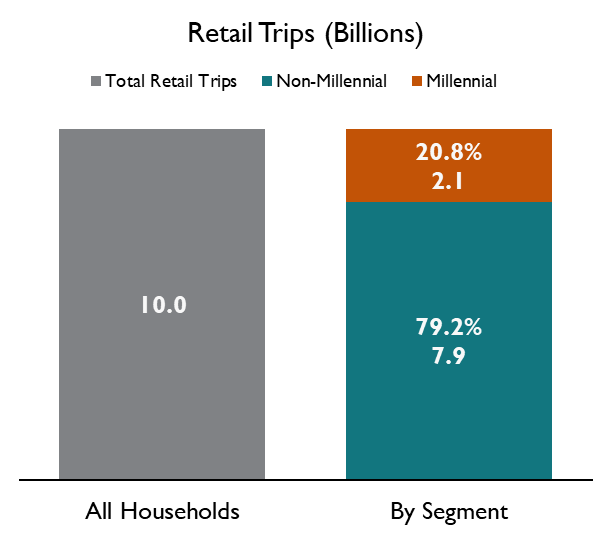 Retail Trips (Billions)
Total Retail Trips Non-Millennial Millennial
20.8%
2.1
10.0
79.2%
7.9
All Households By Segment